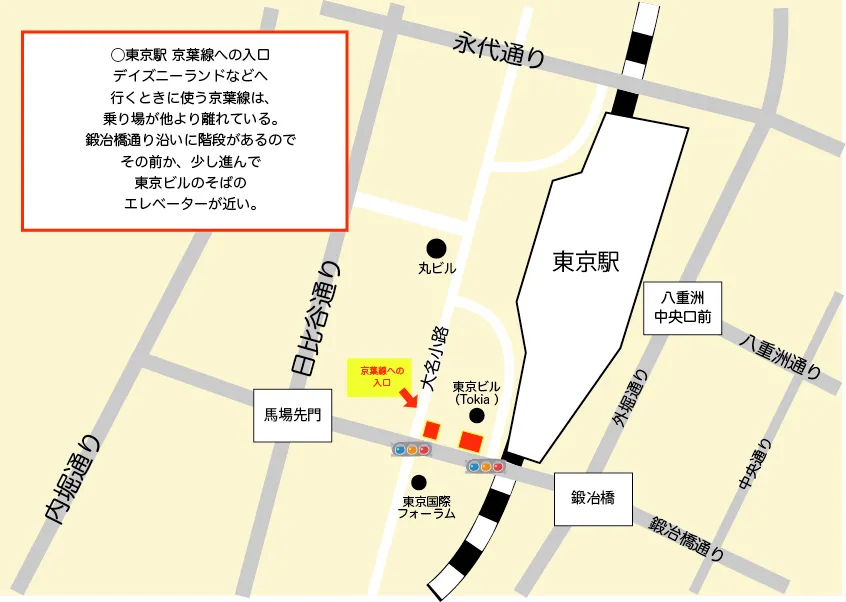 ○東京駅 京葉線への入口
デイズニーランドなどへ
行くときに使う京葉線は、
乗り場が他より離れている。
鍛冶橋通り沿いに階段があるので
その前か、少し進んで
東京ビルのそばの
エレベーターが近い。
永代通り
丸ビル
東京駅
八重洲
中央口前
八重洲通り
日比谷通り
大名小路
京葉線への
入口
東京ビル
(Tokia )
外堀通り
馬場先門
中央通り
内堀通り
東京国際
フォーラム
鍛冶橋
鍛冶橋通り